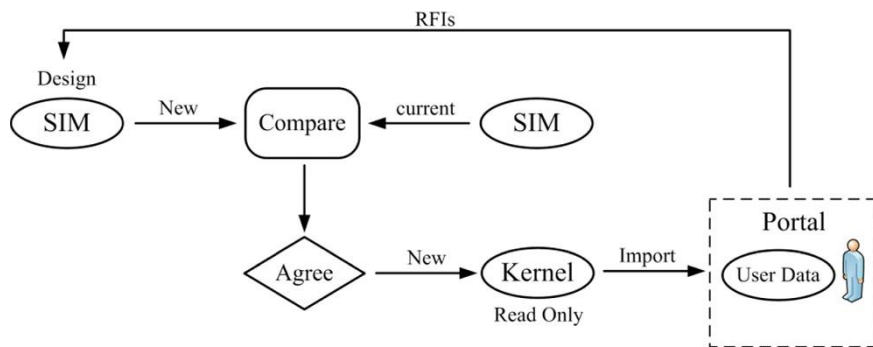 RFIs
Design
SIM
New
Compare
current
SIM
Portal
Agree
New
Kernel
Import
User Data
Read Only